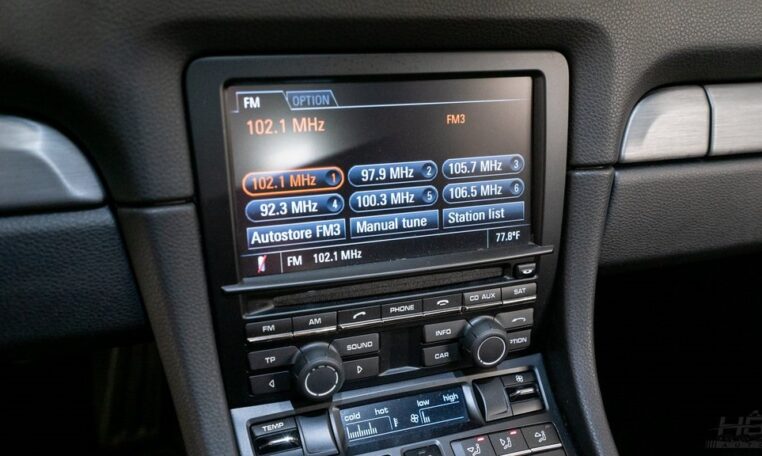 FM OPTION
102.1 MHz FM3
102.1 MHz 1 97.9 MHz 2 105.7 MHz 3
92.3 MHz 4 100.3 MHz 5 106.5 MHz 6
Autostore FM3 Manual tune Station list
FM 102.1 MHz 77.8°F
FM AM PHONE CD AUX SAT
TP SOUND INFO
CAR OPTION
cold hot low high
TEMP